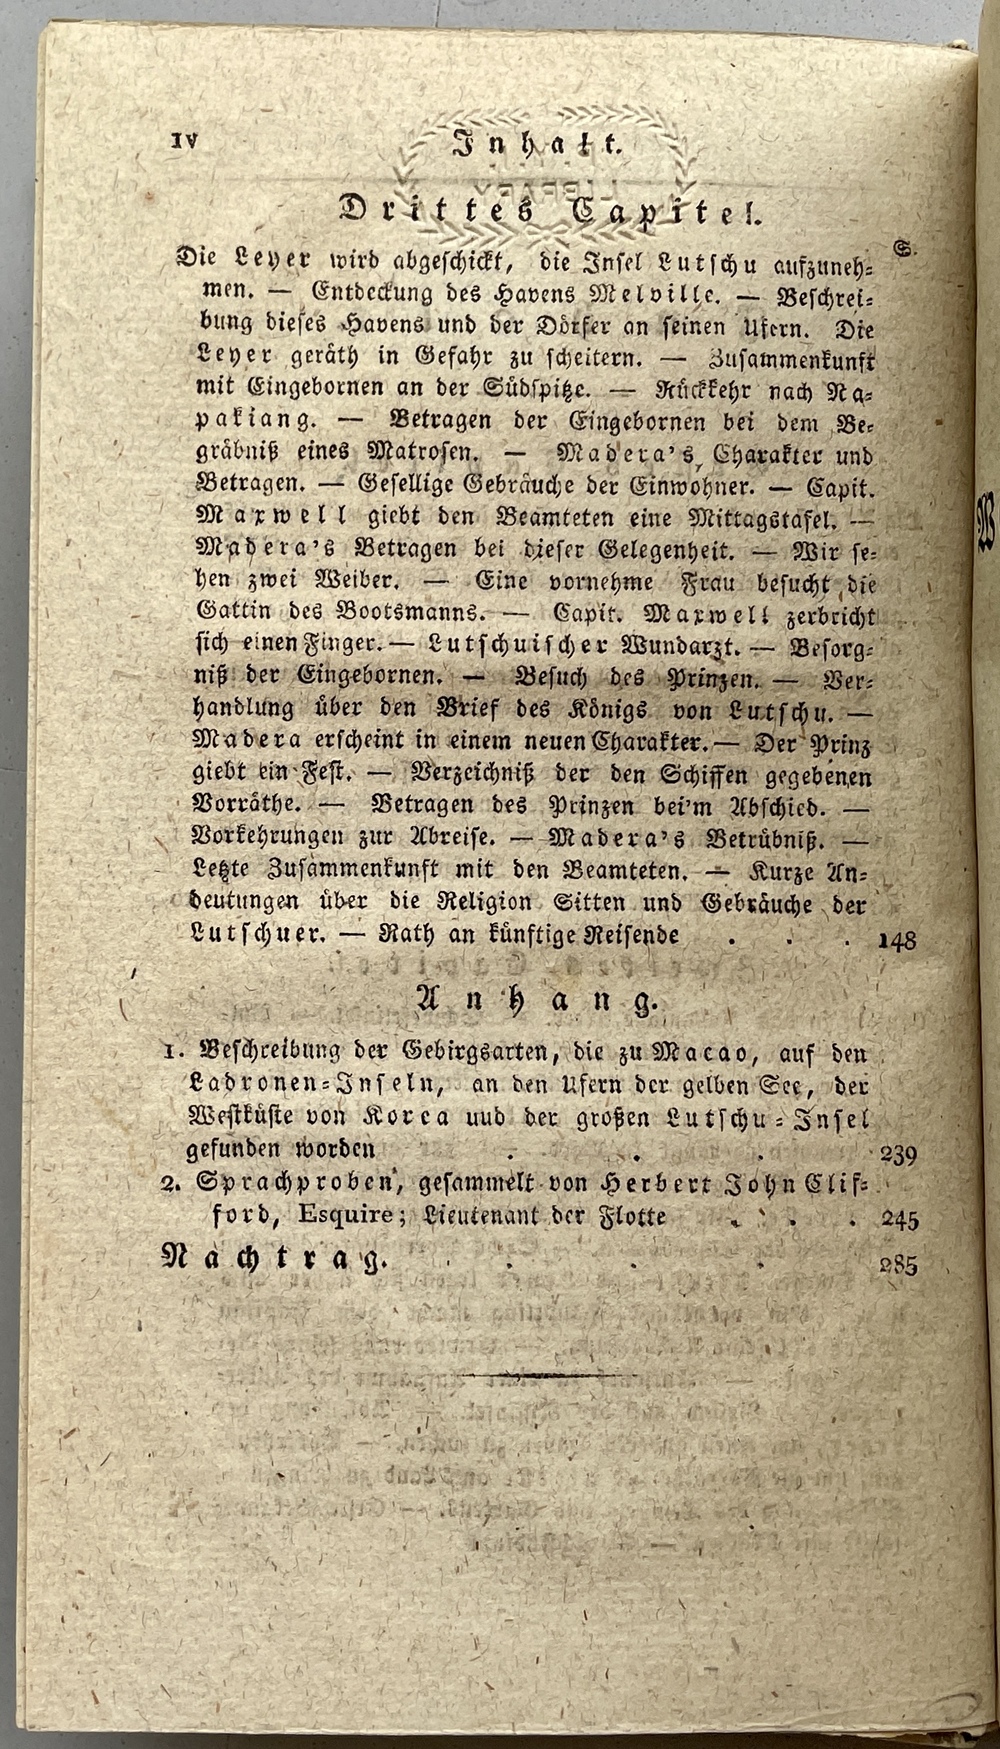 IV
Inhalt.
Drittes Capitel.
S.
Die Leyer wird abgeschickt, die Insel Lutschu aufzuneh=
men. — Entdeckung des Havens Melville. — Beschrei=
bung dieses Havens und der Dörfer an seinen Ufern. Die
Leyer geräth in Gefahr zu scheitern. — Zusammenkunft
mit Eingebornen an der Südspitze. — Rückkehr nach Na=
pakiang. — Betragen der Eingebornen bei dem Be=
gräbniß eines Matrosen. — Madera's Charakter und
Betragen. — Gesellige Gebräuche der Einwohner. — Capit.
Maxwell giebt den Beamteten eine Mittagstafel. —
Madera's Betragen bei dieser Gelegenheit. — Wir se=
hen zwei Weiber. — Eine vornehme Frau besucht die
Gattin des Bootsmanns. — Capit. Maxwell zerbricht
sich einen Finger. — Lutschuischer Wundarzt. — Besorg=
niß der Eingebornen. — Besuch des Prinzen. — Ver=
handlung über den Brief des Königs von Lutschu. —
Madera erscheint in einem neuen Charakter. — Der Prinz
giebt ein Fest. — Verzeichniß der den Schiffen gegebenen
Vorräthe. — Betragen des Prinzen bei'm Abschied. —
Vorkehrungen zur Abreise. — Madera's Betrübniß. —
Letzte Zusammenkunft mit den Beamteten. — Kurze An=
deutungen über die Religion Sitten und Gebräuche der
Lutschuer. — Rath an künftige Reisende . . . 148
Anhang.
1. Beschreibung der Gebirgsarten, die zu Macao, auf den
Ladronen=Inseln, an den Ufern der gelben See, der
Westküste von Korea uud der großen Lutschu=Insel
gefunden worden . . . 239
2. Sprachproben, gesammelt von Herbert John Clif=
ford, Esquire; Lieutenant der Flotte . . . 245
Nachtrag. . . . 285
LIBRARY
W